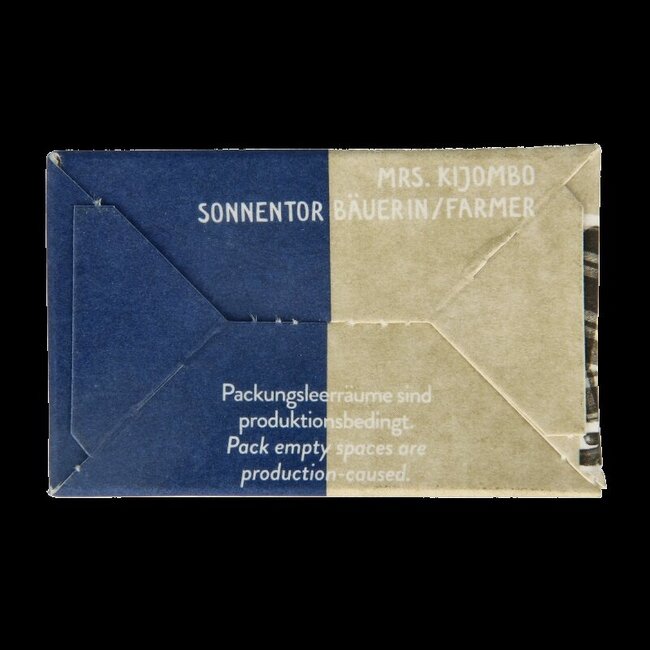 MRS. KIJOMBO
SONNENTOR BÄUERIN/FARMER
Packungsleerräume sind
produktionsbedingt.
Pack empty spaces are
production-caused.